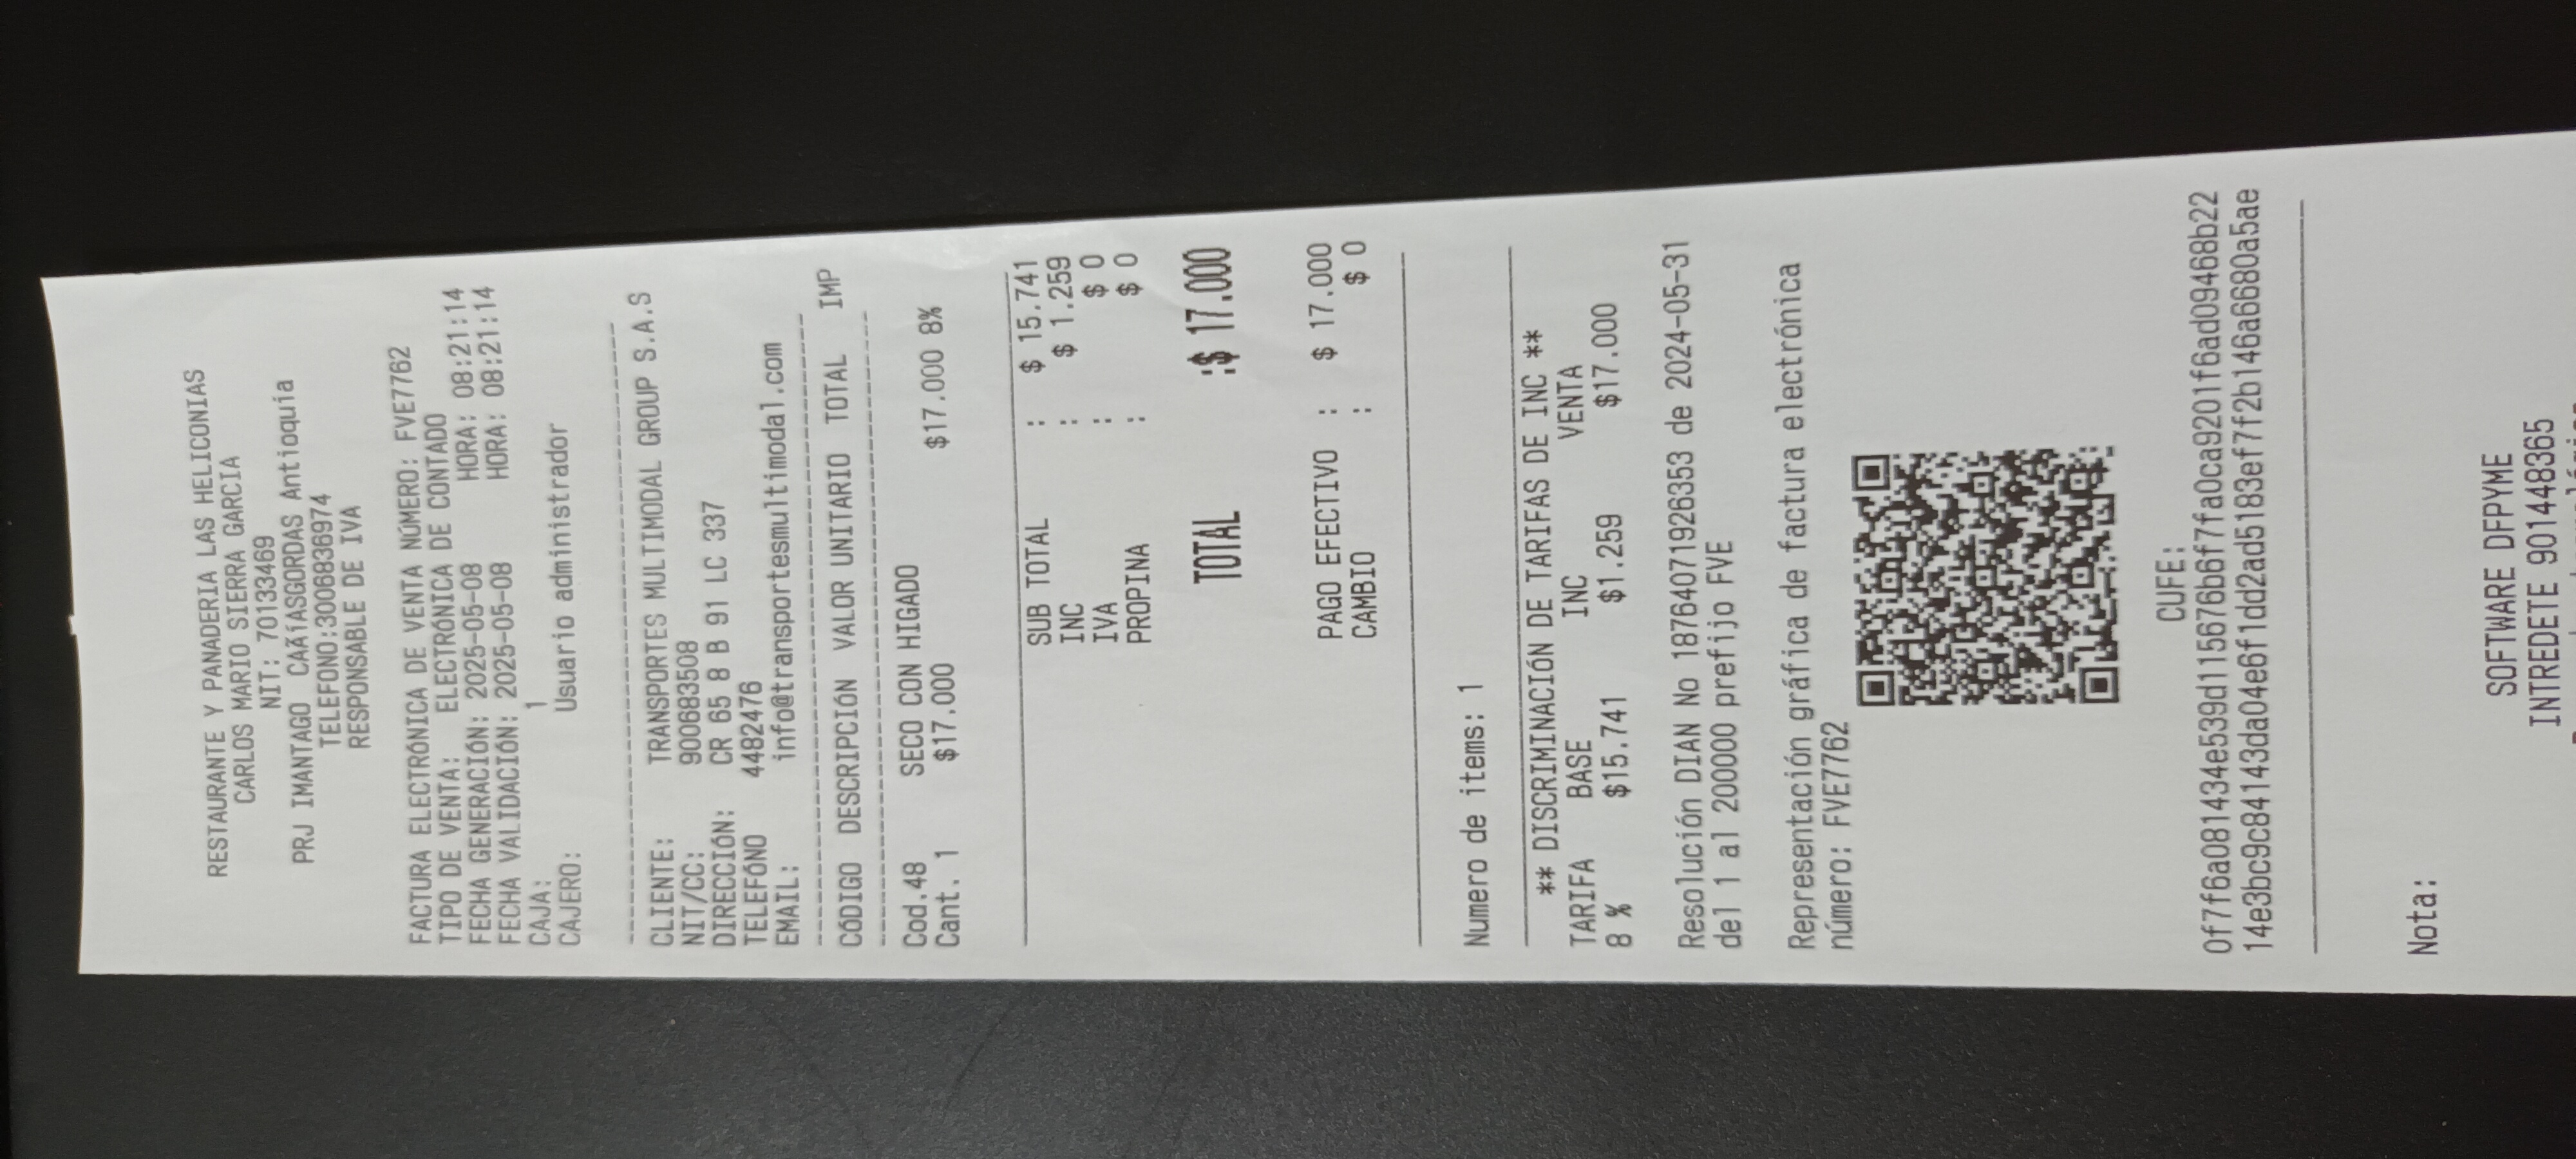 RESTAURANTE Y PANADERIA LAS HELICONIAS
CARLOS MARIO SIERRA GARCIA
NIT: 70133469
PRJ IMANTAGO CAÃ­ASGORDAS Antioquia
TELEFONO:3006836974
RESPONSABLE DE IVA
FACTURA ELECTRÓNICA DE VENTA NÚMERO: FVE7762
TIPO DE VENTA: ELECTRÓNICA DE CONTADO
FECHA GENERACIÓN: 2025-05-08 HORA: 08:21:14
FECHA VALIDACIÓN: 2025-05-08 HORA: 08:21:14
CAJA: 1
CAJERO: Usuario administrador
CLIENTE: TRANSPORTES MULTIMODAL GROUP S.A.S
NIT/CC: 900683508
DIRECCIÓN: CR 65 8 B 91 LC 337
TELEFÓNO 4482476
EMAIL: info@transportesmultimodal.com
CÓDIGO DESCRIPCIÓN VALOR UNITARIO TOTAL IMP
Cod.48 SECO CON HIGADO
Cant. 1 $17.000 $17.000 8%
SUB TOTAL : $ 15.741
INC : $ 1.259
IVA : $ 0
PROPINA : $ 0
TOTAL :$ 17.000
PAGO EFECTIVO : $ 17.000
CAMBIO : $ 0
Numero de items: 1
** DISCRIMINACIÓN DE TARIFAS DE INC **
TARIFA BASE INC VENTA
8 % $15.741 $1.259 $17.000
Resolución DIAN No 18764071926353 de 2024-05-31
del 1 al 200000 prefijo FVE
Representación gráfica de factura electrónica
número: FVE7762
CUFE:
0f7f6a08134e539d115676b6f7fa0ca9201f6ad09468b22
14e3bc9c84143da04e6f1dd2ad5183ef7f2b146a6680a5ae
Nota:
SOFTWARE DFPYME
INTREDETE 901448365